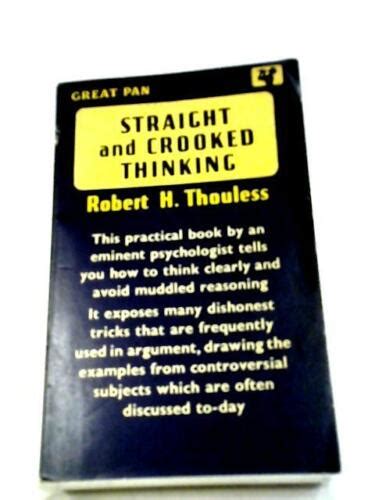 GREAT PAN
STRAIGHT
and CROOKED
THINKING
Robert H. Thouless
This practical book by an
eminent psychologist tells
you how to think clearly and
avoid muddled reasoning
It exposes many dishonest
tricks that are frequently
used in argument, drawing the
examples from controversial
subjects which are often
discussed to-day